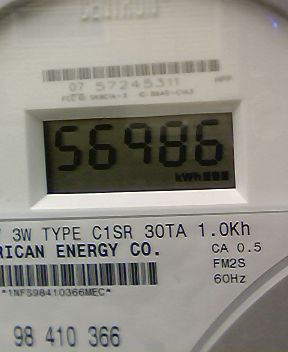 CENTRON
07 57245311
56986
kWh
3W TYPE C1SR 30TA 1.0Kh
RICAN ENERGY CO.
CA 0.5
FM2S
60Hz
*1NFS98410366MEC*
98 410 366